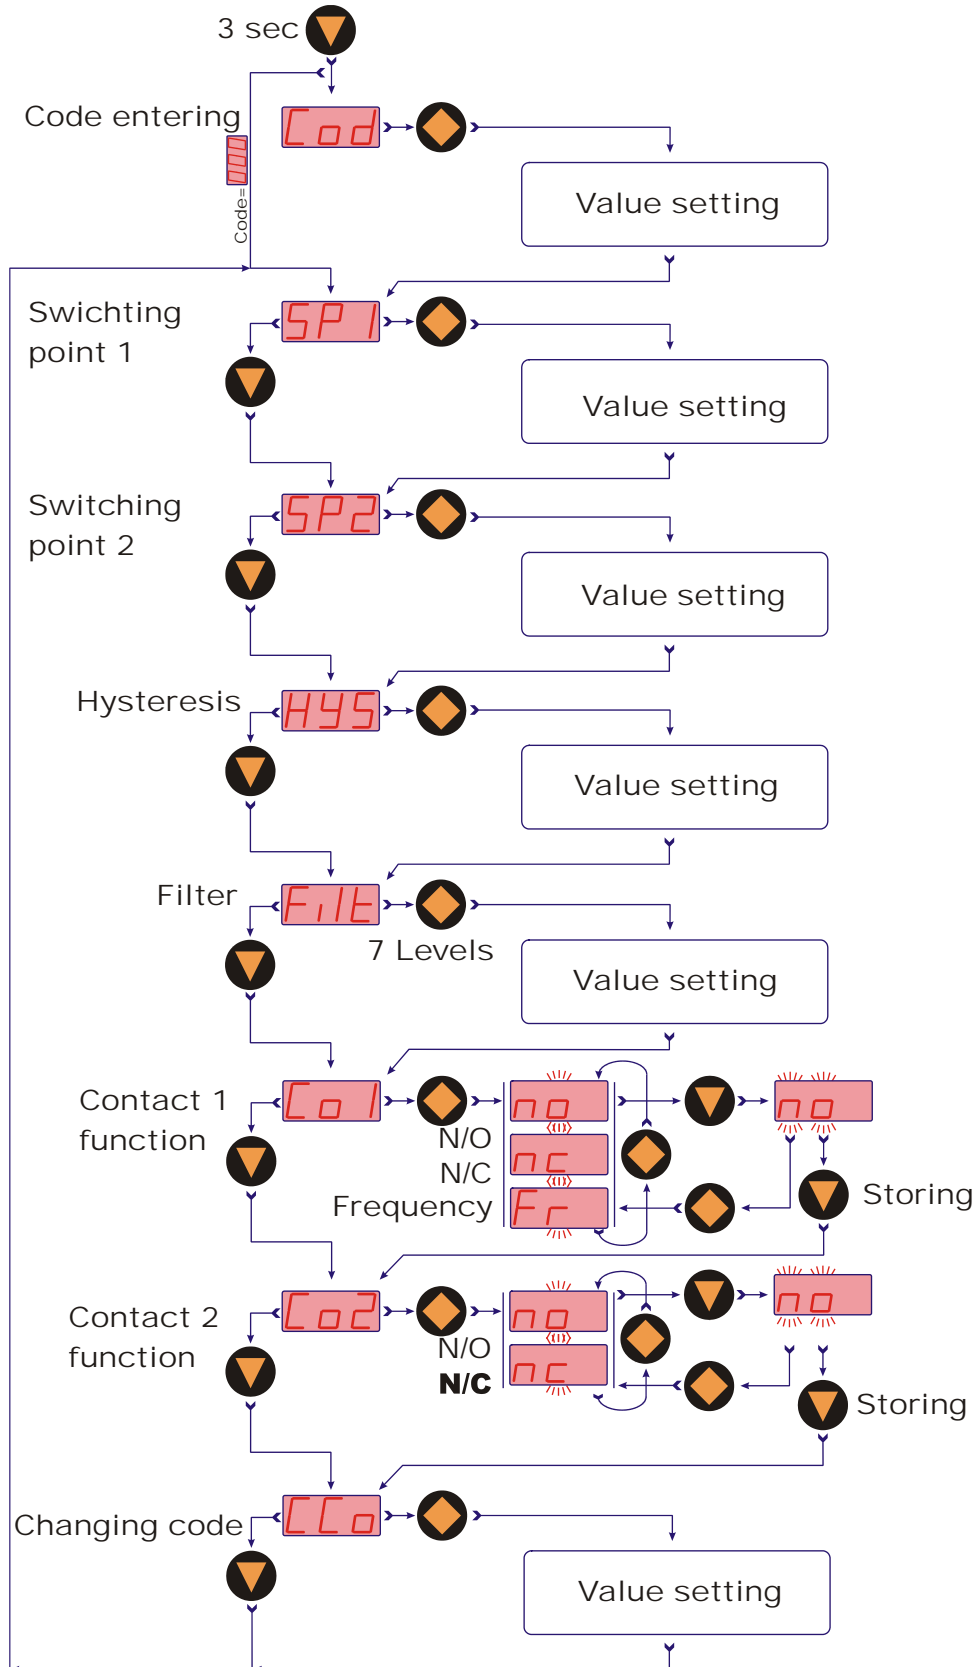 3 sec
Code entering
Cod
Code=
Value setting
Swichting
point 1
SP1
Value setting
Switching
point 2
SP2
Value setting
Hysteresis
HYS
Value setting
Filter
Filt
7 Levels
Value setting
Contact 1
function
Co1
no
N/O
nc
N/C
Frequency
Fr
no
Storing
Contact 2
function
Co2
no
N/O
nc
N/C
no
Storing
Changing code
CCo
Value setting